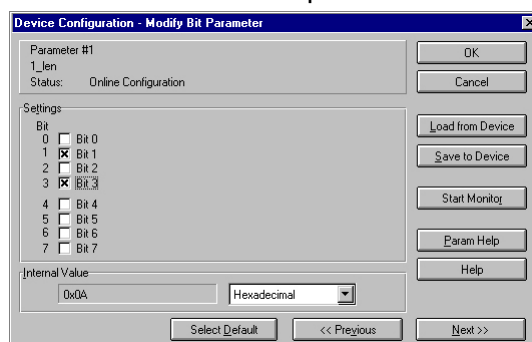 Device Configuration - Modify Bit Parameter
Parameter #1
1_len
Status: Online Configuration
OK
Cancel
Settings
Bit
0 Bit 0
1 Bit 1
2 Bit 2
3 Bit 3
4 Bit 4
5 Bit 5
6 Bit 6
7 Bit 7
Load from Device
Save to Device
Start Monitor
Param Help
Help
Internal Value
0x0A
Hexadecimal
Select Default
<< Previous
Next >>